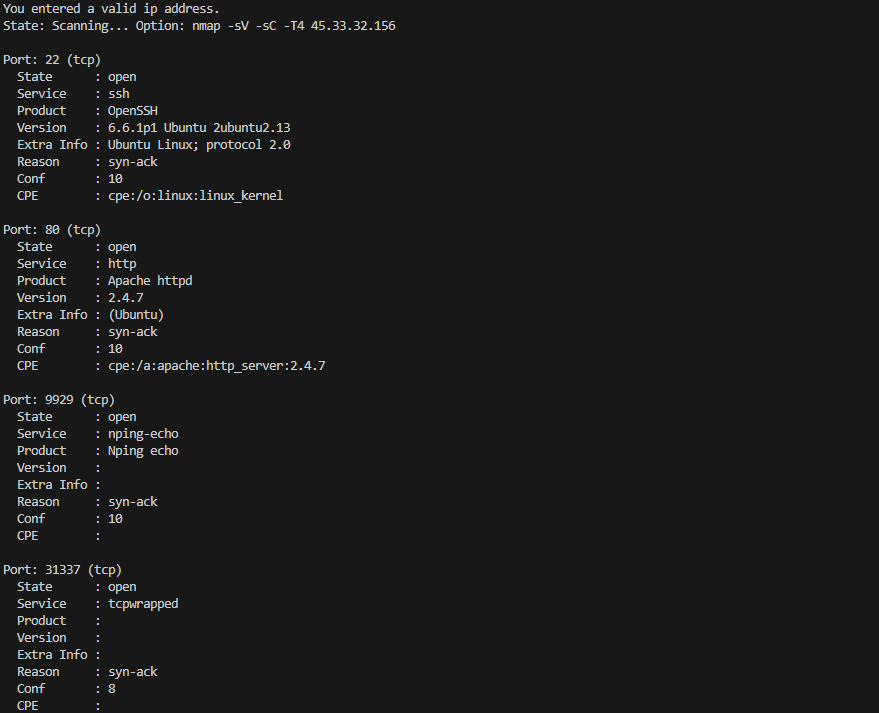 You entered a valid ip address.
State: Scanning... Option: nmap -sV -sC -T4 45.33.32.156

Port: 22 (tcp)
  State      : open
  Service    : ssh
  Product    : OpenSSH
  Version    : 6.6.1p1 Ubuntu 2ubuntu2.13
  Extra Info : Ubuntu Linux; protocol 2.0
  Reason     : syn-ack
  Conf       : 10
  CPE        : cpe:/o:linux:linux_kernel

Port: 80 (tcp)
  State      : open
  Service    : http
  Product    : Apache httpd
  Version    : 2.4.7
  Extra Info : (Ubuntu)
  Reason     : syn-ack
  Conf       : 10
  CPE        : cpe:/a:apache:http_server:2.4.7

Port: 9929 (tcp)
  State      : open
  Service    : nping-echo
  Product    : Nping echo
  Version    :
  Extra Info :
  Reason     : syn-ack
  Conf       : 10
  CPE        :

Port: 31337 (tcp)
  State      : open
  Service    : tcpwrapped
  Product    :
  Version    :
  Extra Info :
  Reason     : syn-ack
  Conf       : 8
  CPE        :